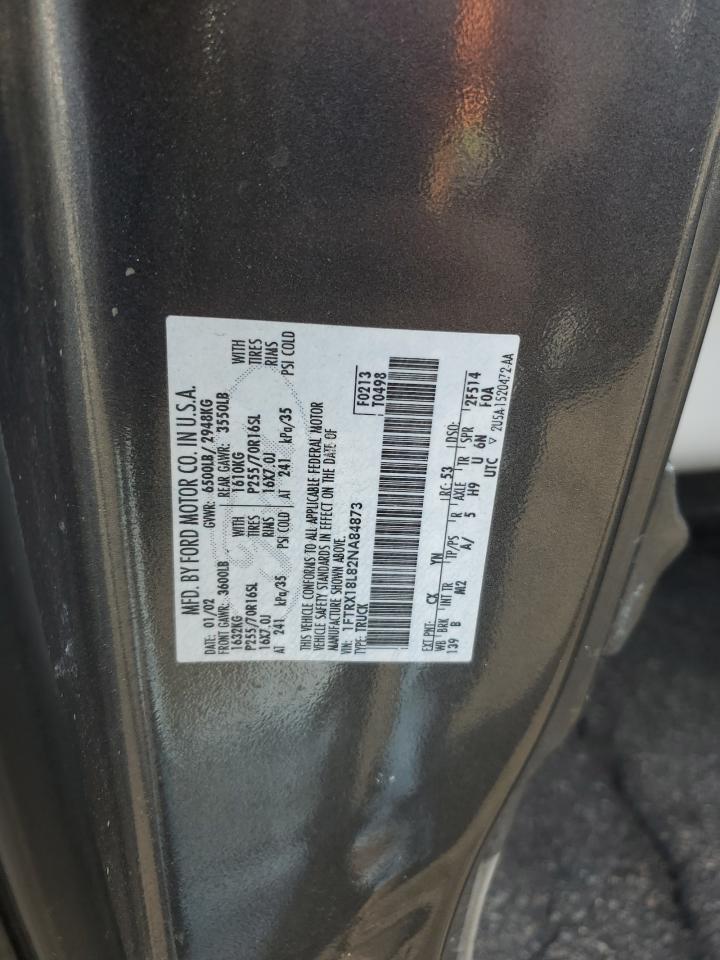 MFD. BY FORD MOTOR CO. IN U.S.A.
DATE: 01/02 GVWR: 6500LB/ 2948KG
FRONT GAWR: 3600LB REAR GAWR: 3550LB
1632KG WITH 1610KG WITH
P255/70R16SL TIRES P255/70R16SL TIRES
16X7.0J RIMS 16X7.0J RIMS
AT 241 kPa/35 PSI COLD AT 241 kPa/35 PSI COLD
THIS VEHICLE CONFORMS TO ALL APPLICABLE FEDERAL MOTOR
VEHICLE SAFETY STANDARDS IN EFFECT ON THE DATE OF
MANUFACTURE SHOWN ABOVE.
VIN: 1FTRX18L82NA84873
TYPE: TRUCK
F0213
T0498
EXT PNT: CX YN RC: 53 DSO: 2F514
WB BRK INT TR TP/PS R AXLE TR SPR F0A
139 B M2 A/ 5 H9 U 6N
UTC ▽ 2U5A-1520472-AA